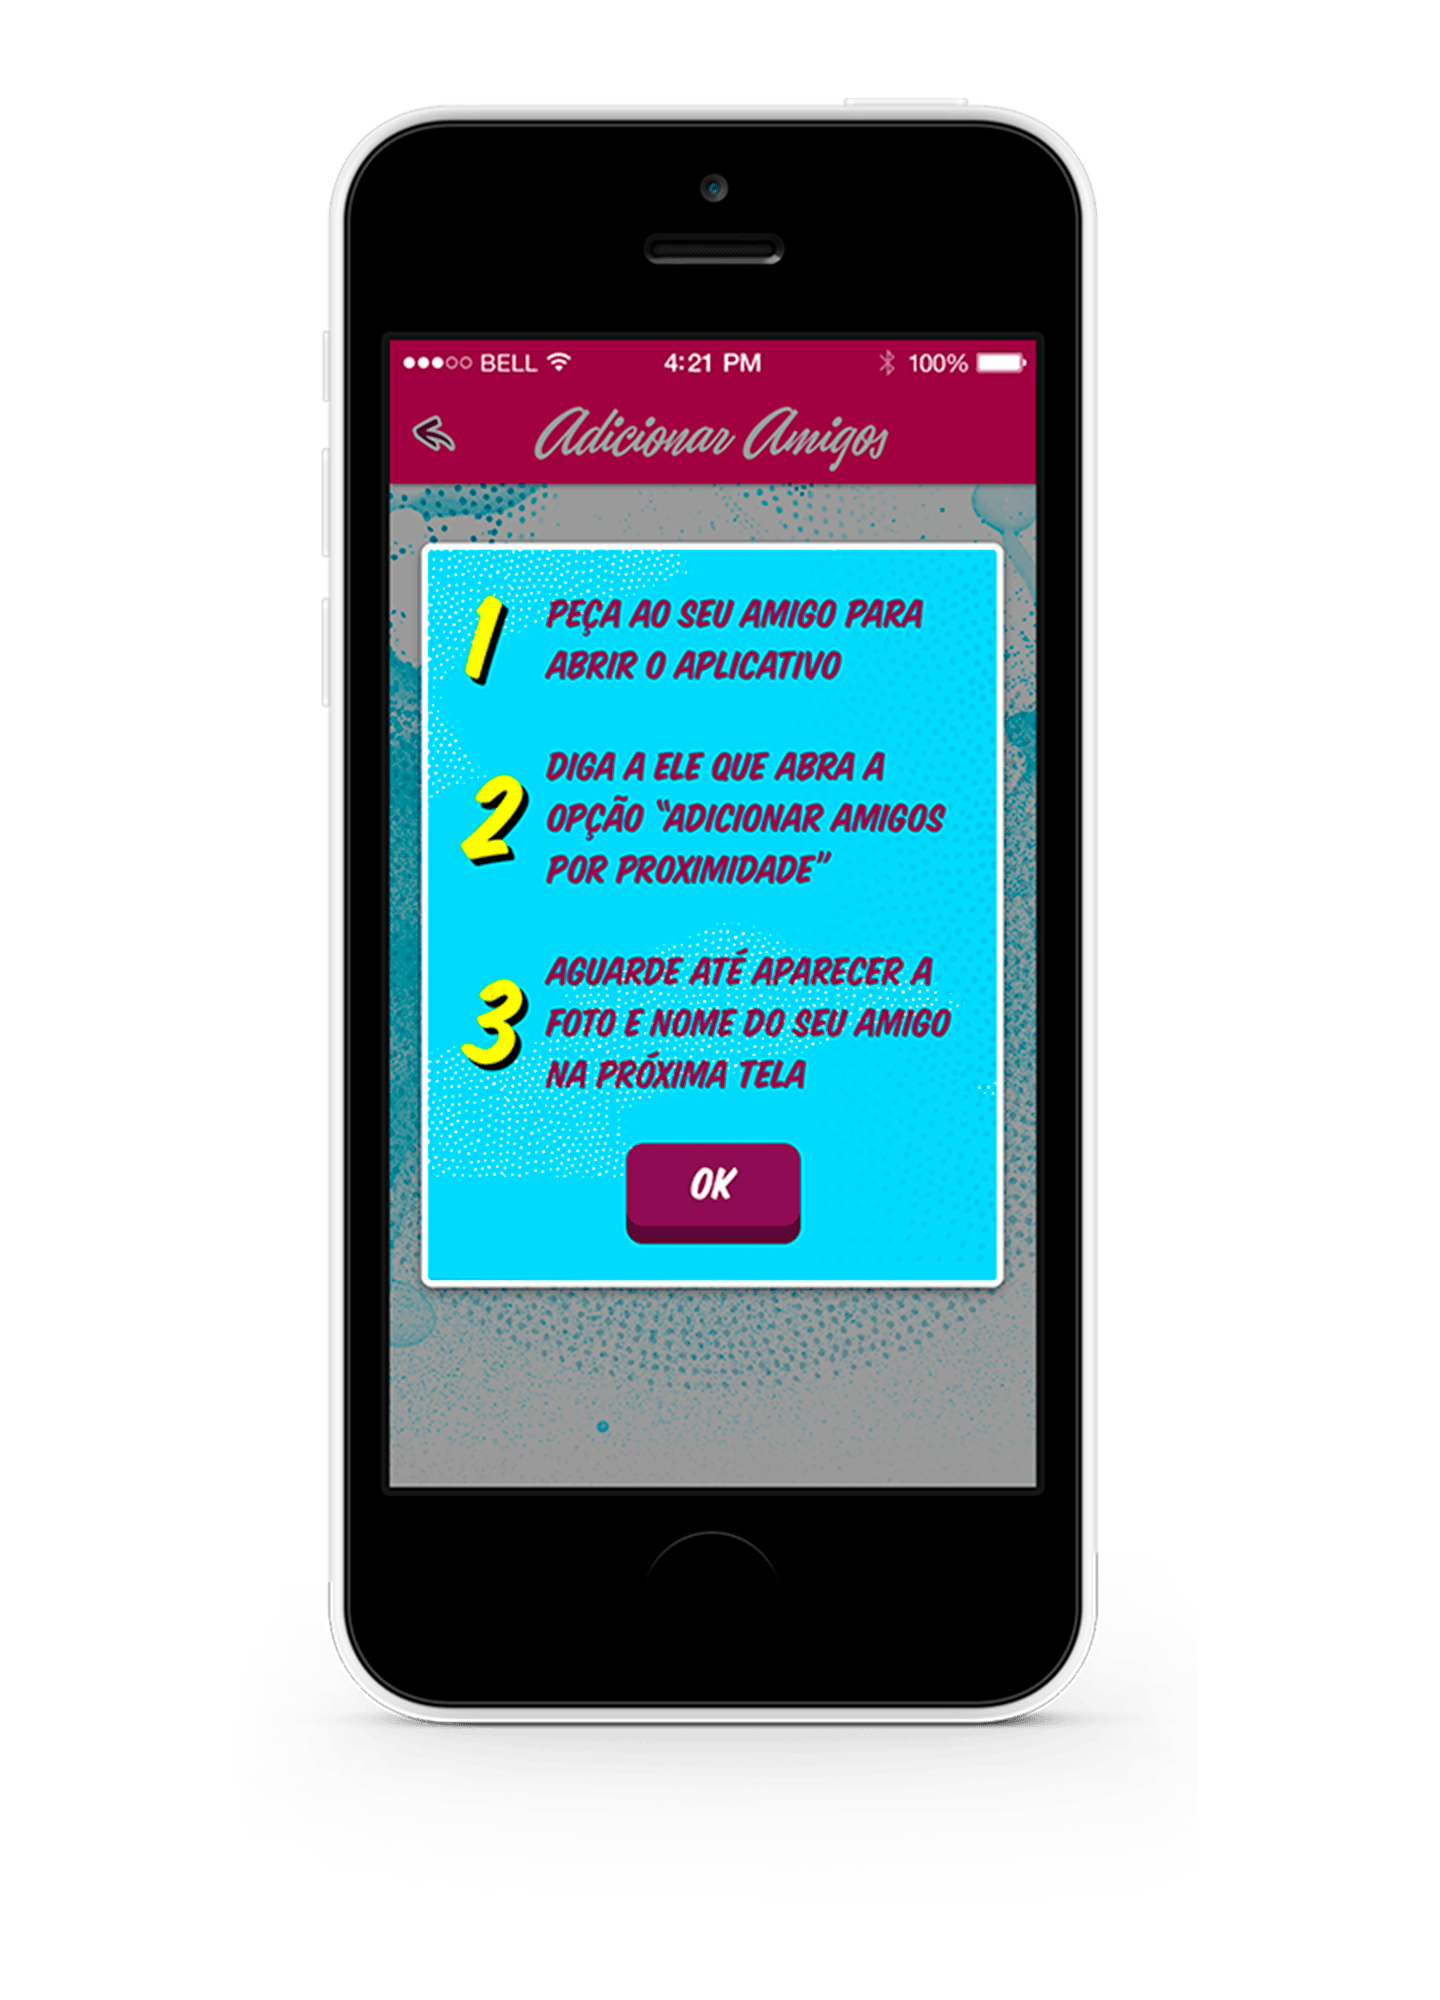 BELL 4:21 PM 100%
Adicionar Amigos
1 PEÇA AO SEU AMIGO PARA
ABRIR O APLICATIVO
2 DIGA A ELE QUE ABRA A
OPÇÃO “ADICIONAR AMIGOS
POR PROXIMIDADE”
3 AGUARDE ATÉ APARECER A
FOTO E NOME DO SEU AMIGO
NA PRÓXIMA TELA
OK